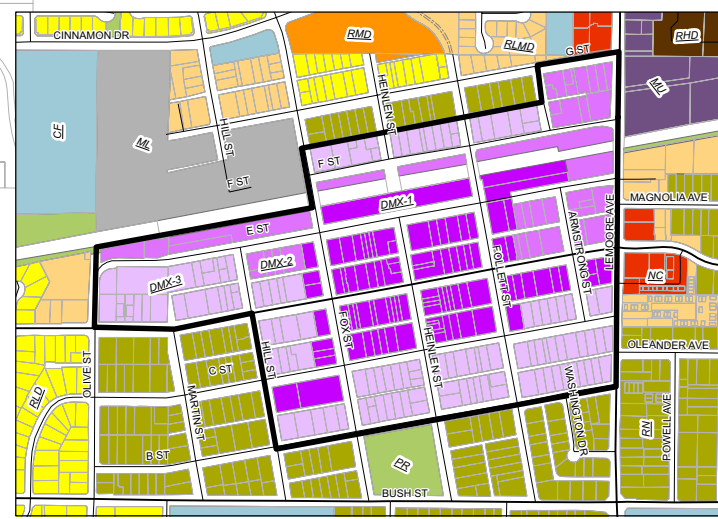 CINNAMON DR
RMD
RLMD
G ST
RHD
MU
HEINLEN ST
CF
ML
HILL ST
F ST
F ST
DMX-1
MAGNOLIA AVE
LEMOORE AVE
ARMSTRONG ST
E ST
DMX-2
DMX-3
FOLLETT ST
NC
FOX ST
HEINLEN ST
HILL ST
OLEANDER AVE
OLIVE ST
C ST
MARTIN ST
RLD
WASHINGTON DR
RN
POWELL AVE
B ST
PR
BUSH ST